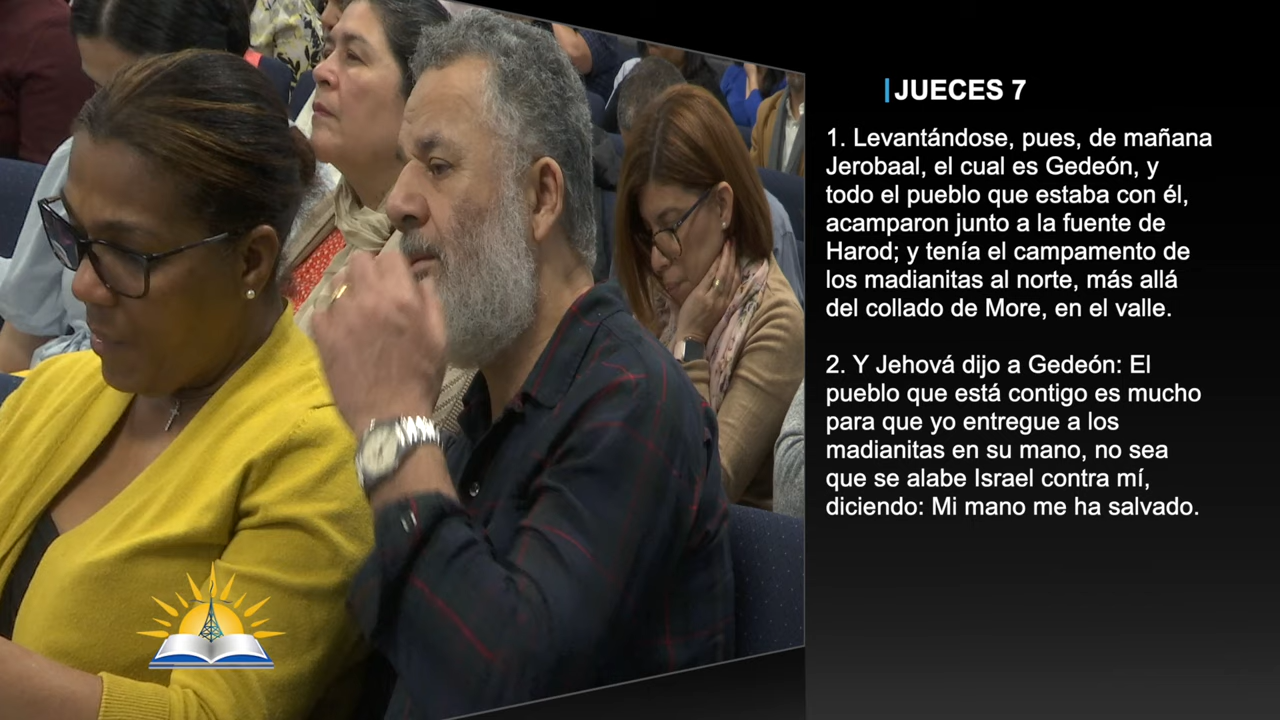 JUECES 7
1. Levantándose, pues, de mañana
Jerobaal, el cual es Gedeón, y
todo el pueblo que estaba con él,
acamparon junto a la fuente de
Harod; y tenía el campamento de
los madianitas al norte, más allá
del collado de More, en el valle.
2. Y Jehová dijo a Gedeón: El
pueblo que está contigo es mucho
para que yo entregue a los
madianitas en su mano, no sea
que se alabe Israel contra mí,
diciendo: Mi mano me ha salvado.